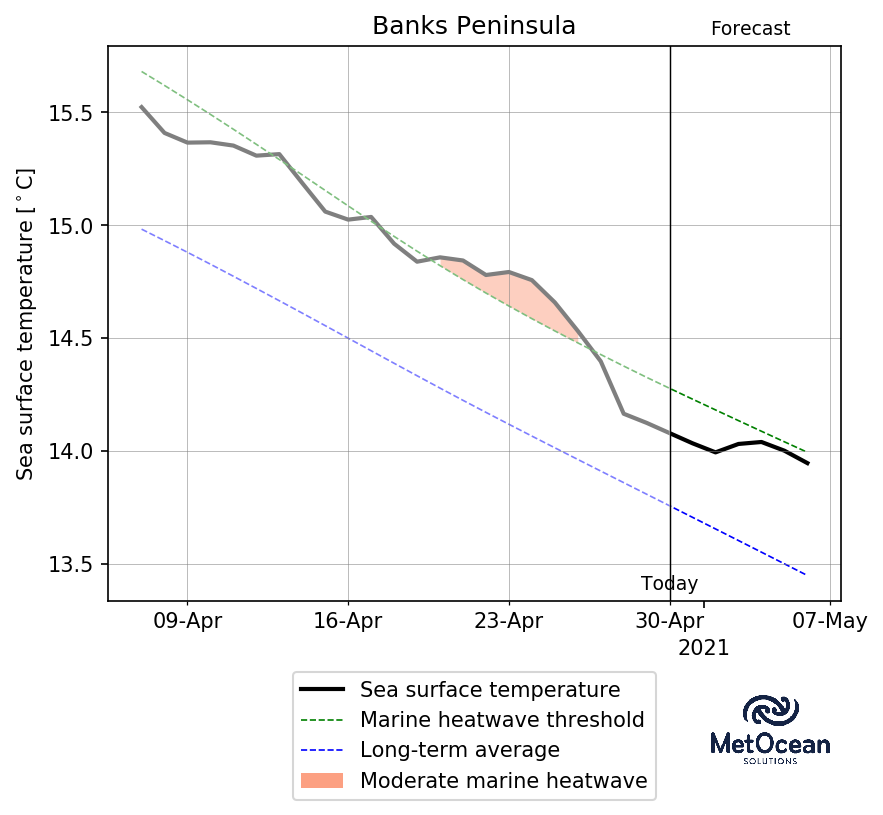 Banks Peninsula
Forecast
Sea surface temperature [°C]
15.5
15.0
14.5
14.0
13.5
Today
09-Apr 16-Apr 23-Apr 30-Apr 07-May
2021
Sea surface temperature
Marine heatwave threshold
Long-term average
Moderate marine heatwave
MetOcean
SOLUTIONS